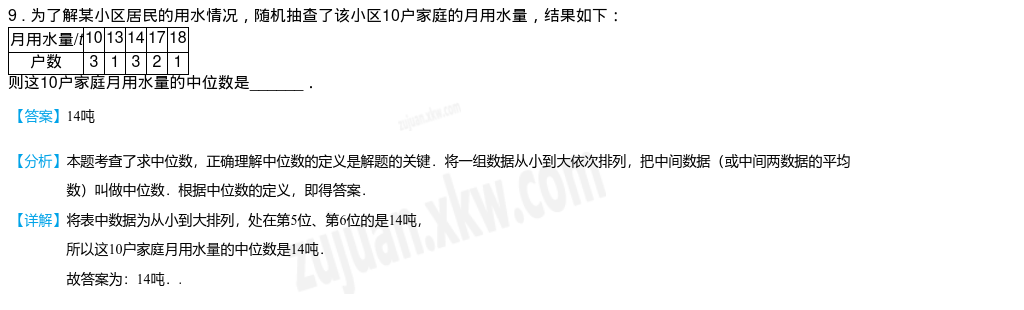 9．为了解某小区居民的用水情况，随机抽查了该小区10户家庭的月用水量，结果如下：
月用水量/t 10 13 14 17 18
户数 3 1 3 2 1
则这10户家庭月用水量的中位数是______．
【答案】14吨
【分析】本题考查了求中位数，正确理解中位数的定义是解题的关键．将一组数据从小到大依次排列，把中间数据（或中间两数据的平均
数）叫做中位数．根据中位数的定义，即得答案．
【详解】将表中数据为从小到大排列，处在第5位、第6位的是14吨，
所以这10户家庭月用水量的中位数是14吨．
故答案为：14吨．.
zujuan.xkw.com
zujuan.xkw.com